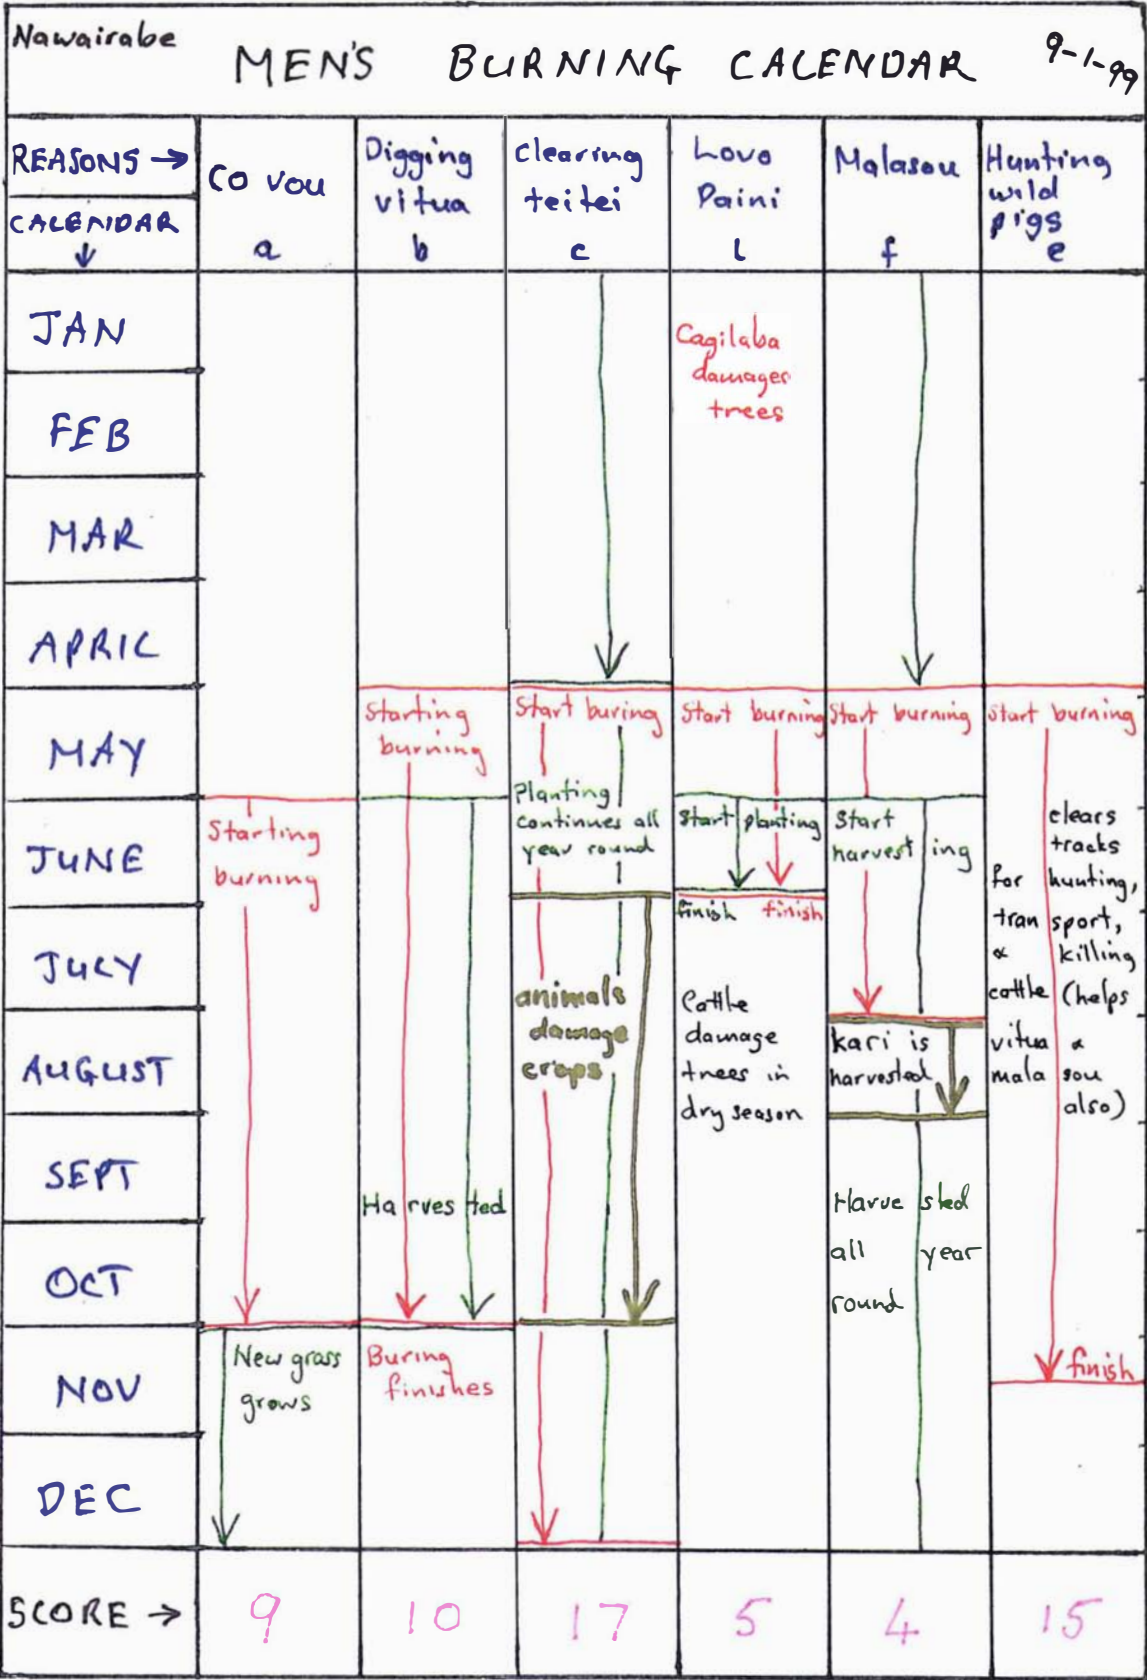 Nawairabe
MEN'S BURNING CALENDAR
9-1-99
REASONS →
CALENDAR
↓
Co vou
a
Digging
vitua
b
Clearing
teitei
c
Lovo
Paini
l
Malasou
f
Hunting
wild
pigs
e
JAN
FEB
MAR
APRIL
MAY
JUNE
JULY
AUGUST
SEPT
OCT
NOV
DEC
Starting
burning
New grass
grows
Starting
burning
Harvested
Buring
finishes
Start buring
Planting
continues all
year round
animals
damage
crops
Cagilaba
damages
trees
Start burning
Start planting
finish finish
Cattle
damage
trees in
dry season
Start burning
Start
harvesting
kari is
harvested
Harvested
all year
round
Start burning
clears
tracks
for hunting,
transport,
& killing
cattle (helps
vitua &
malasou
also)
finish
SCORE → 9 10 17 5 4 15